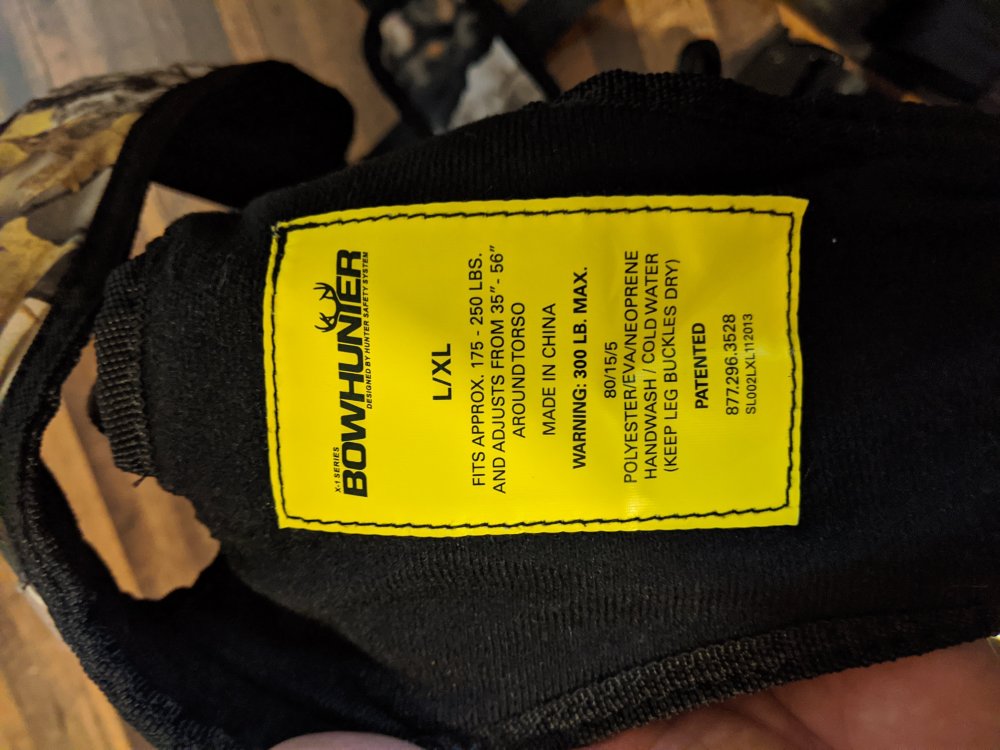 X-1 SERIES
BOWHUNTER
DESIGNED BY HUNTER SAFETY SYSTEM
L/XL
FITS APPROX. 175 - 250 LBS.
AND ADJUSTS FROM 35"- 56"
AROUND TORSO
MADE IN CHINA
WARNING: 300 LB. MAX.
80/15/5
POLYESTER/EVA/NEOPRENE
HANDWASH / COLD WATER
(KEEP LEG BUCKLES DRY)
PATENTED
877.296.3528
SL002LXL112013